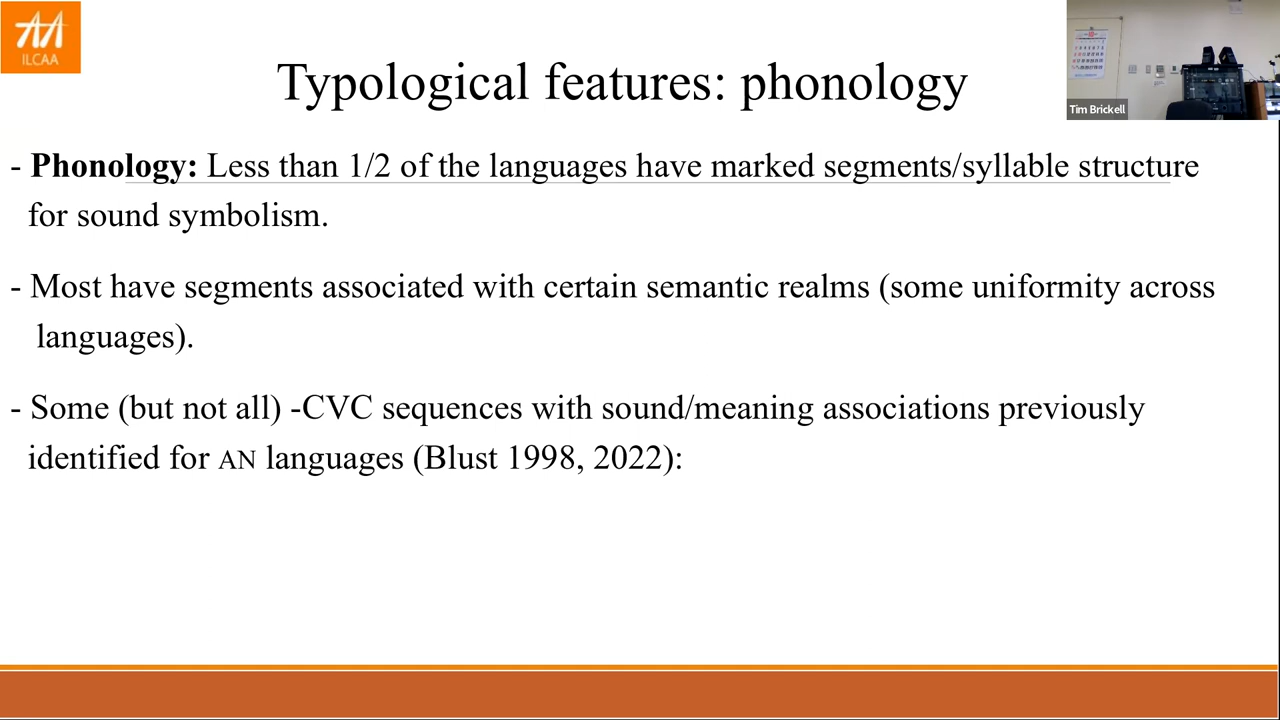 ILCAA
Typological features: phonology
Tim Brickell
- Phonology: Less than 1/2 of the languages have marked segments/syllable structure
for sound symbolism.
- Most have segments associated with certain semantic realms (some uniformity across
languages).
- Some (but not all) -CVC sequences with sound/meaning associations previously
identified for AN languages (Blust 1998, 2022):